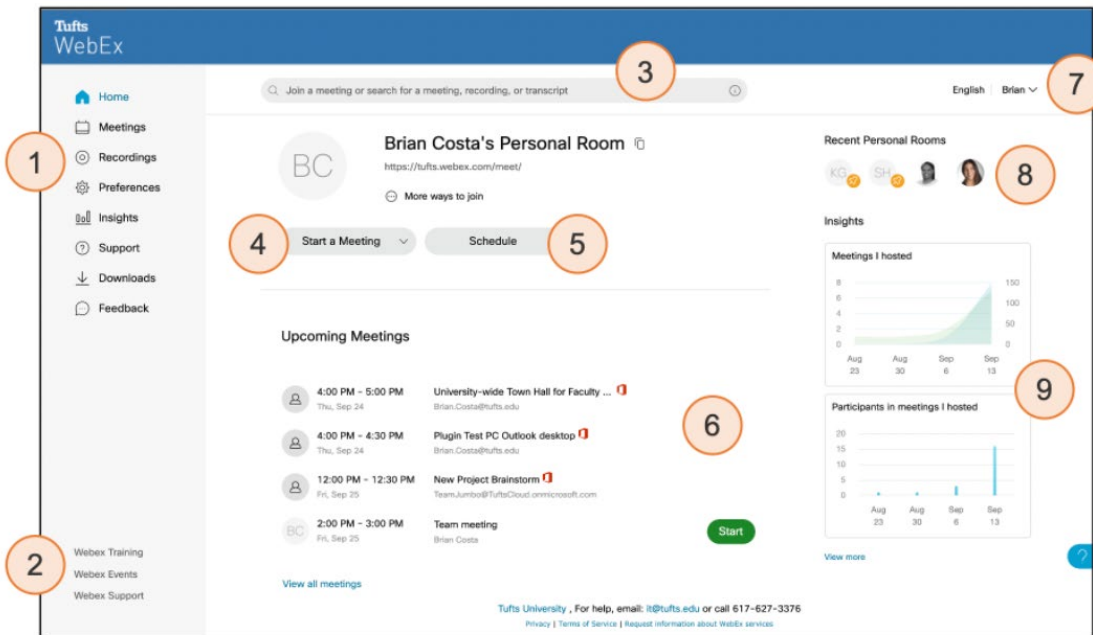 Tufts
WebEx
3
Join a meeting or search for a meeting, recording, or transcript
English
Brian
7
1
Home
Meetings
Recordings
Preferences
Insights
Support
Downloads
Feedback
BC
Brian Costa's Personal Room
https://tufts.webex.com/meet/
More ways to join
4
Start a Meeting
Schedule
5
Upcoming Meetings
4:00 PM - 5:00 PM University-wide Town Hall for Faculty ...
Thu, Sep 24 Brian.Costa@tufts.edu
4:00 PM - 4:30 PM Plugin Test PC Outlook desktop
Thu, Sep 24 Brian.Costa@tufts.edu
6
12:00 PM - 12:30 PM New Project Brainstorm
Fri, Sep 25 TeamJumbo@TuftsCloud.onmicrosoft.com
BC 2:00 PM - 3:00 PM Team meeting Start
Fri, Sep 25 Brian Costa
View all meetings
Recent Personal Rooms
KG SH
8
Insights
Meetings I hosted
8 150
6 100
4
2 50
0 0
Aug Aug Sep Sep
23 30 6 13
9
Participants in meetings I hosted
20
15
10
5
0
Aug Aug Sep Sep
23 30 6 13
View more
?
2
Webex Training
Webex Events
Webex Support
Tufts University , For help, email: it@tufts.edu or call 617-627-3376
Privacy | Terms of Service | Request information about WebEx services